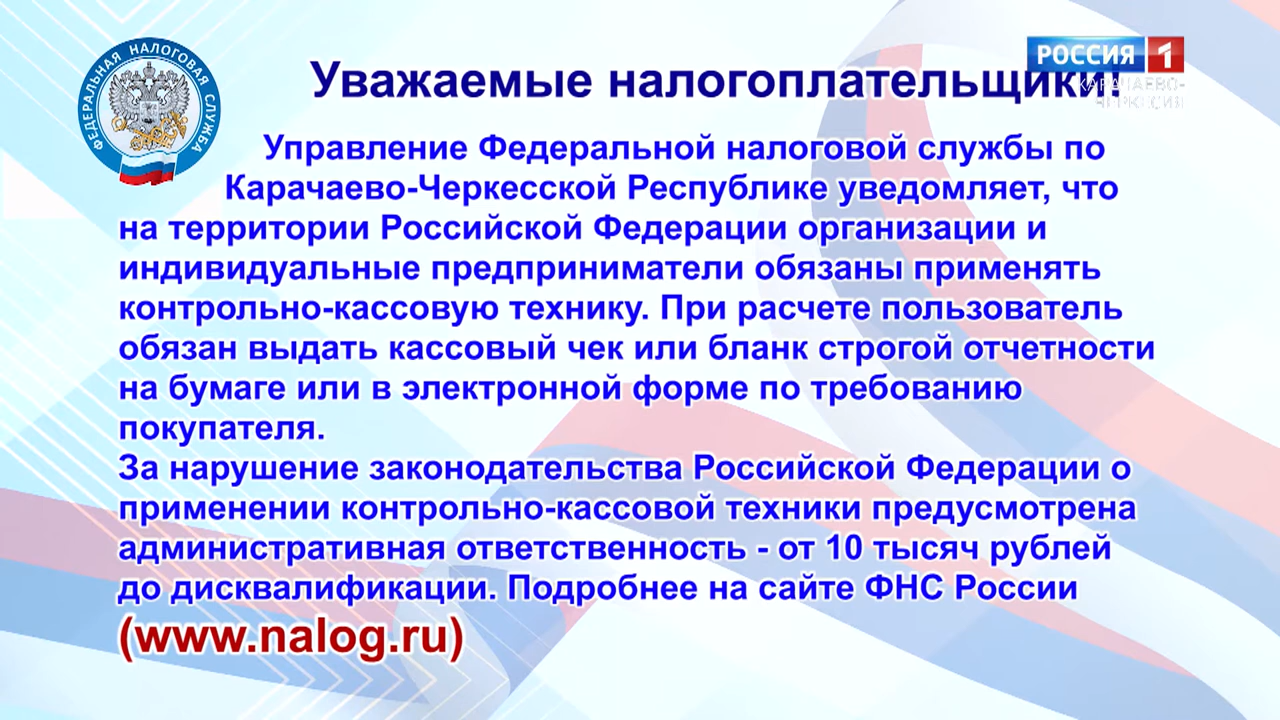 ФЕДЕРАЛЬНАЯ НАЛОГОВАЯ СЛУЖБА
РОССИЯ 1
КАРАЧАЕВО-
ЧЕРКЕСИЯ
Уважаемые налогоплательщики!
Управление Федеральной налоговой службы по
Карачаево-Черкесской Республике уведомляет, что
на территории Российской Федерации организации и
индивидуальные предприниматели обязаны применять
контрольно-кассовую технику. При расчете пользователь
обязан выдать кассовый чек или бланк строгой отчетности
на бумаге или в электронной форме по требованию
покупателя.
За нарушение законодательства Российской Федерации о
применении контрольно-кассовой техники предусмотрена
административная ответственность - от 10 тысяч рублей
до дисквалификации. Подробнее на сайте ФНС России
(www.nalog.ru)